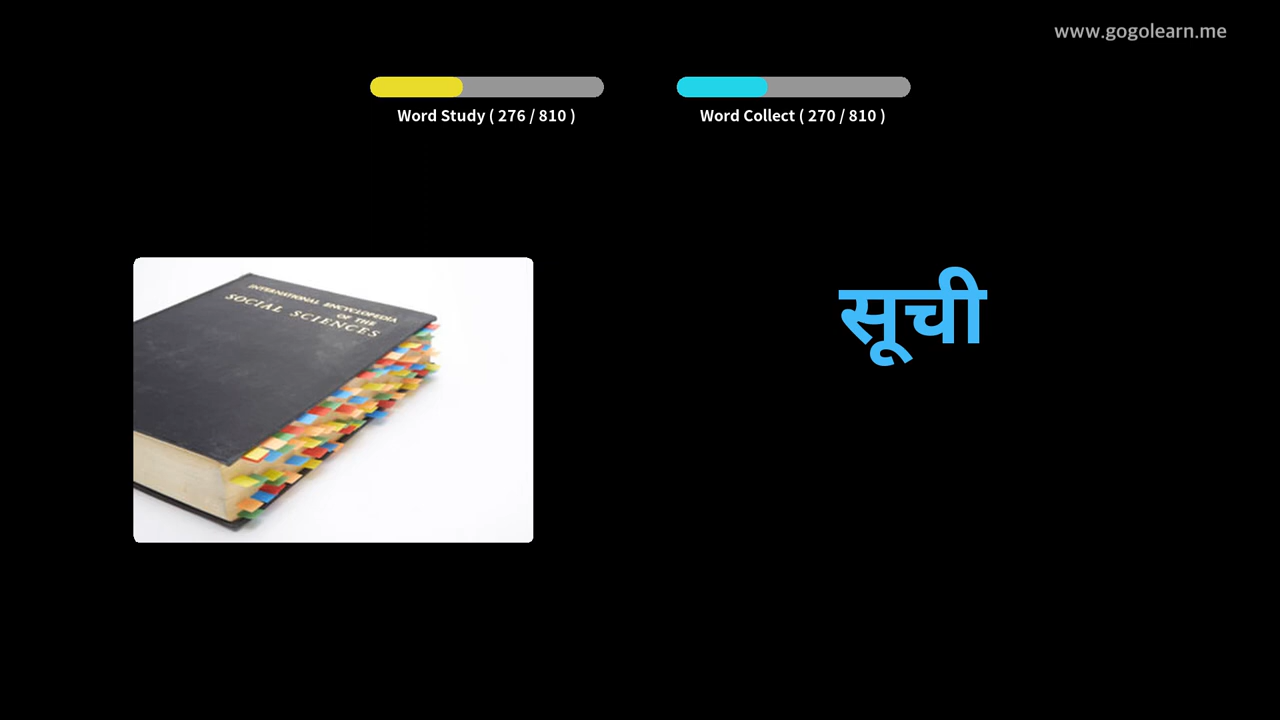 www.gogolearn.me
Word Study ( 276 / 810 )
Word Collect ( 270 / 810 )
INTERNATIONAL ENCYCLOPEDIA
OF THE
SOCIAL SCIENCES
सूची